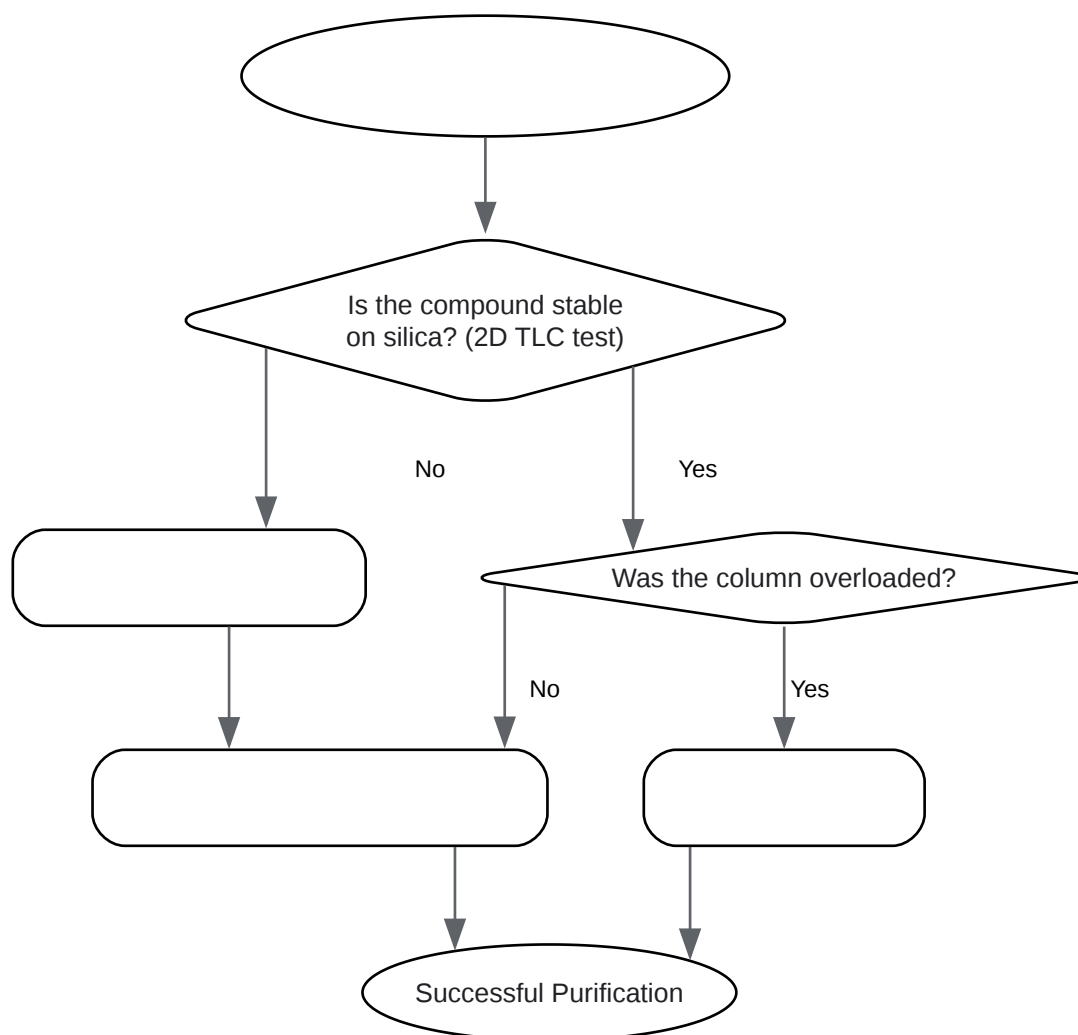 Is the compound stable
on silica? (2D TLC test)
No
Yes
Was the column overloaded?
No
Yes
Successful Purification